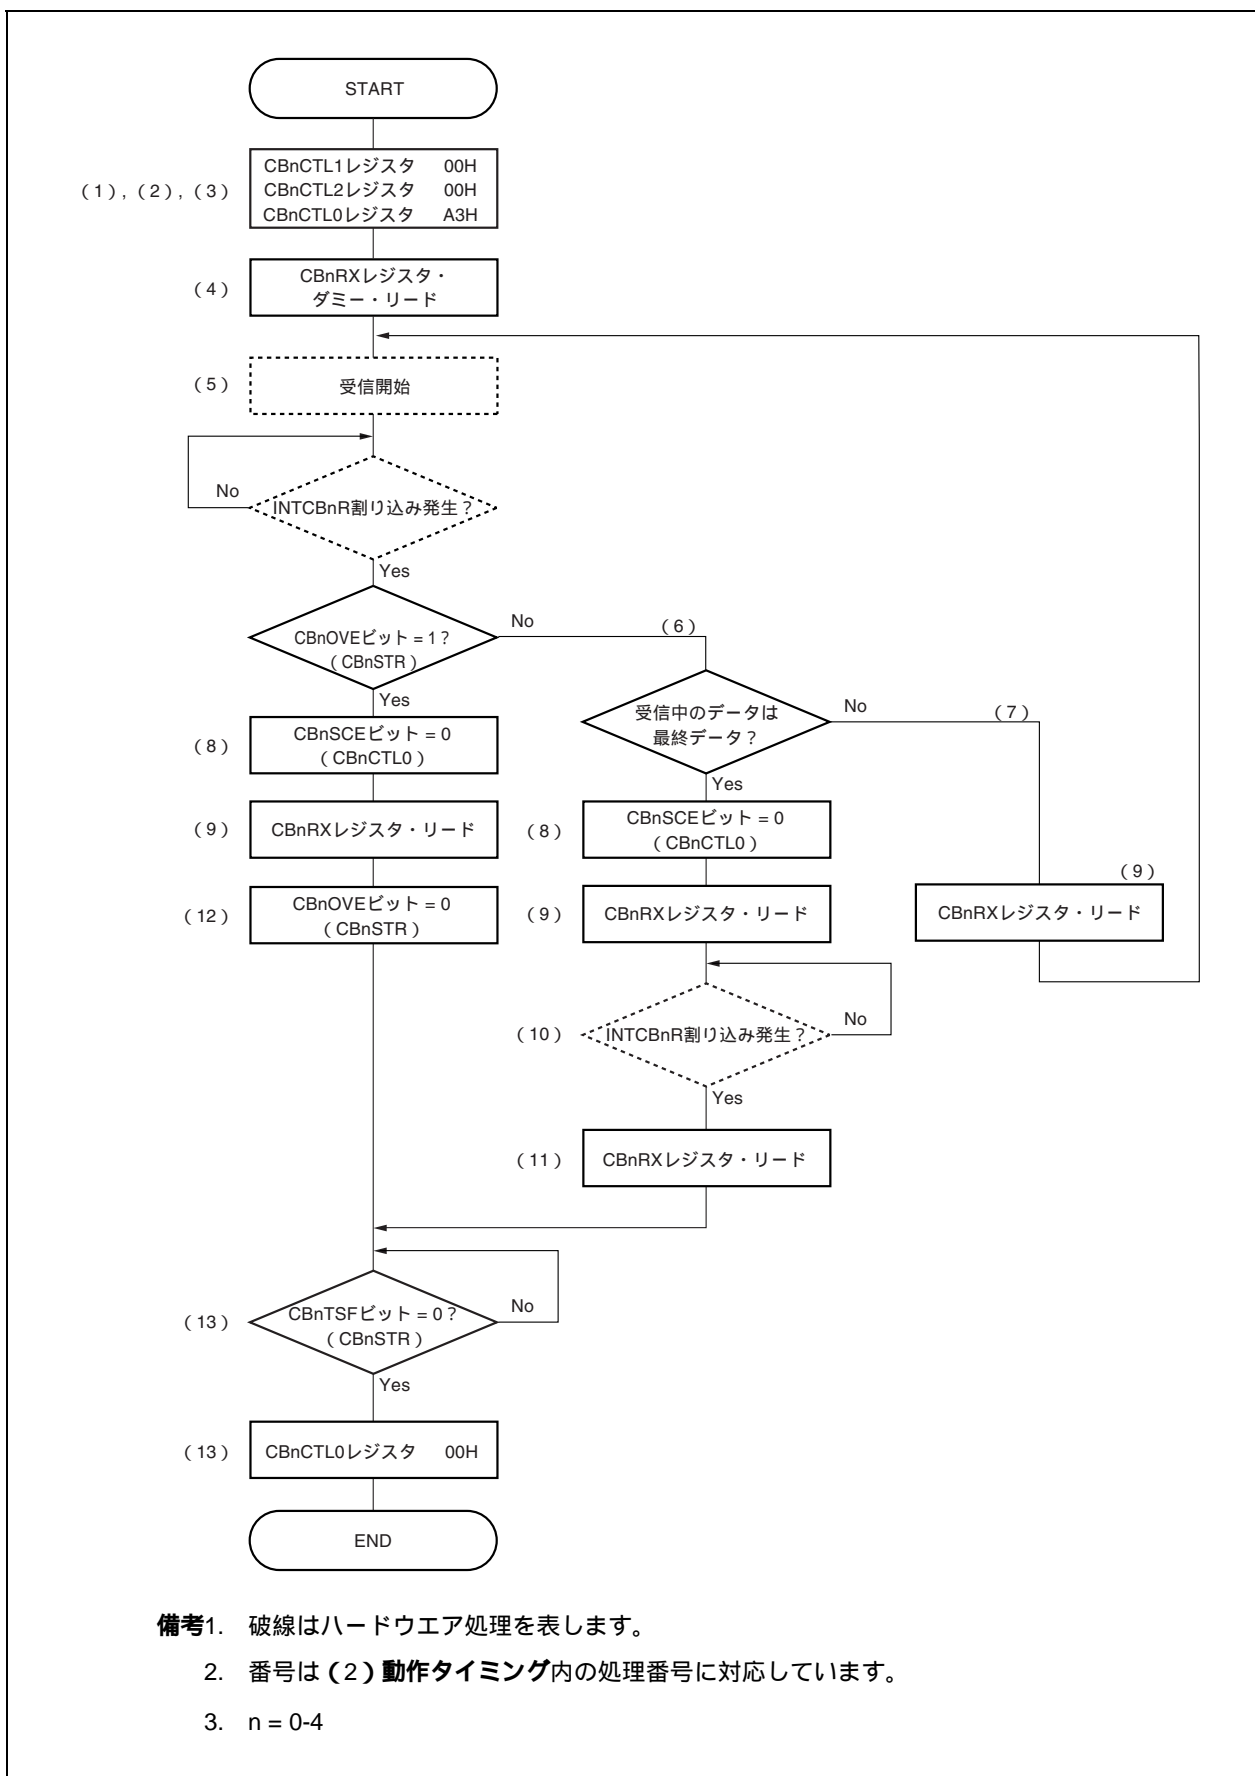 START
(1), (2), (3)
CBnCTL1レジスタ 00H
CBnCTL2レジスタ 00H
CBnCTL0レジスタ A3H
(4)
CBnRXレジスタ・
ダミー・リード
(5)
受信開始
No
INTCBnR割り込み発生?
Yes
CBnOVEビット = 1?
(CBnSTR)
No
(6)
Yes
受信中のデータは
最終データ?
No
(7)
Yes
(8)
CBnSCEビット = 0
(CBnCTL0)
(8)
CBnSCEビット = 0
(CBnCTL0)
(9)
CBnRXレジスタ・リード
(9)
CBnRXレジスタ・リード
(9)
CBnRXレジスタ・リード
(12)
CBnOVEビット = 0
(CBnSTR)
(10)
INTCBnR割り込み発生?
No
Yes
(11)
CBnRXレジスタ・リード
(13)
CBnTSFビット = 0?
(CBnSTR)
No
Yes
(13)
CBnCTL0レジスタ 00H
END
備考1. 破線はハードウエア処理を表します。
2. 番号は(2)動作タイミング内の処理番号に対応しています。
3. n = 0-4